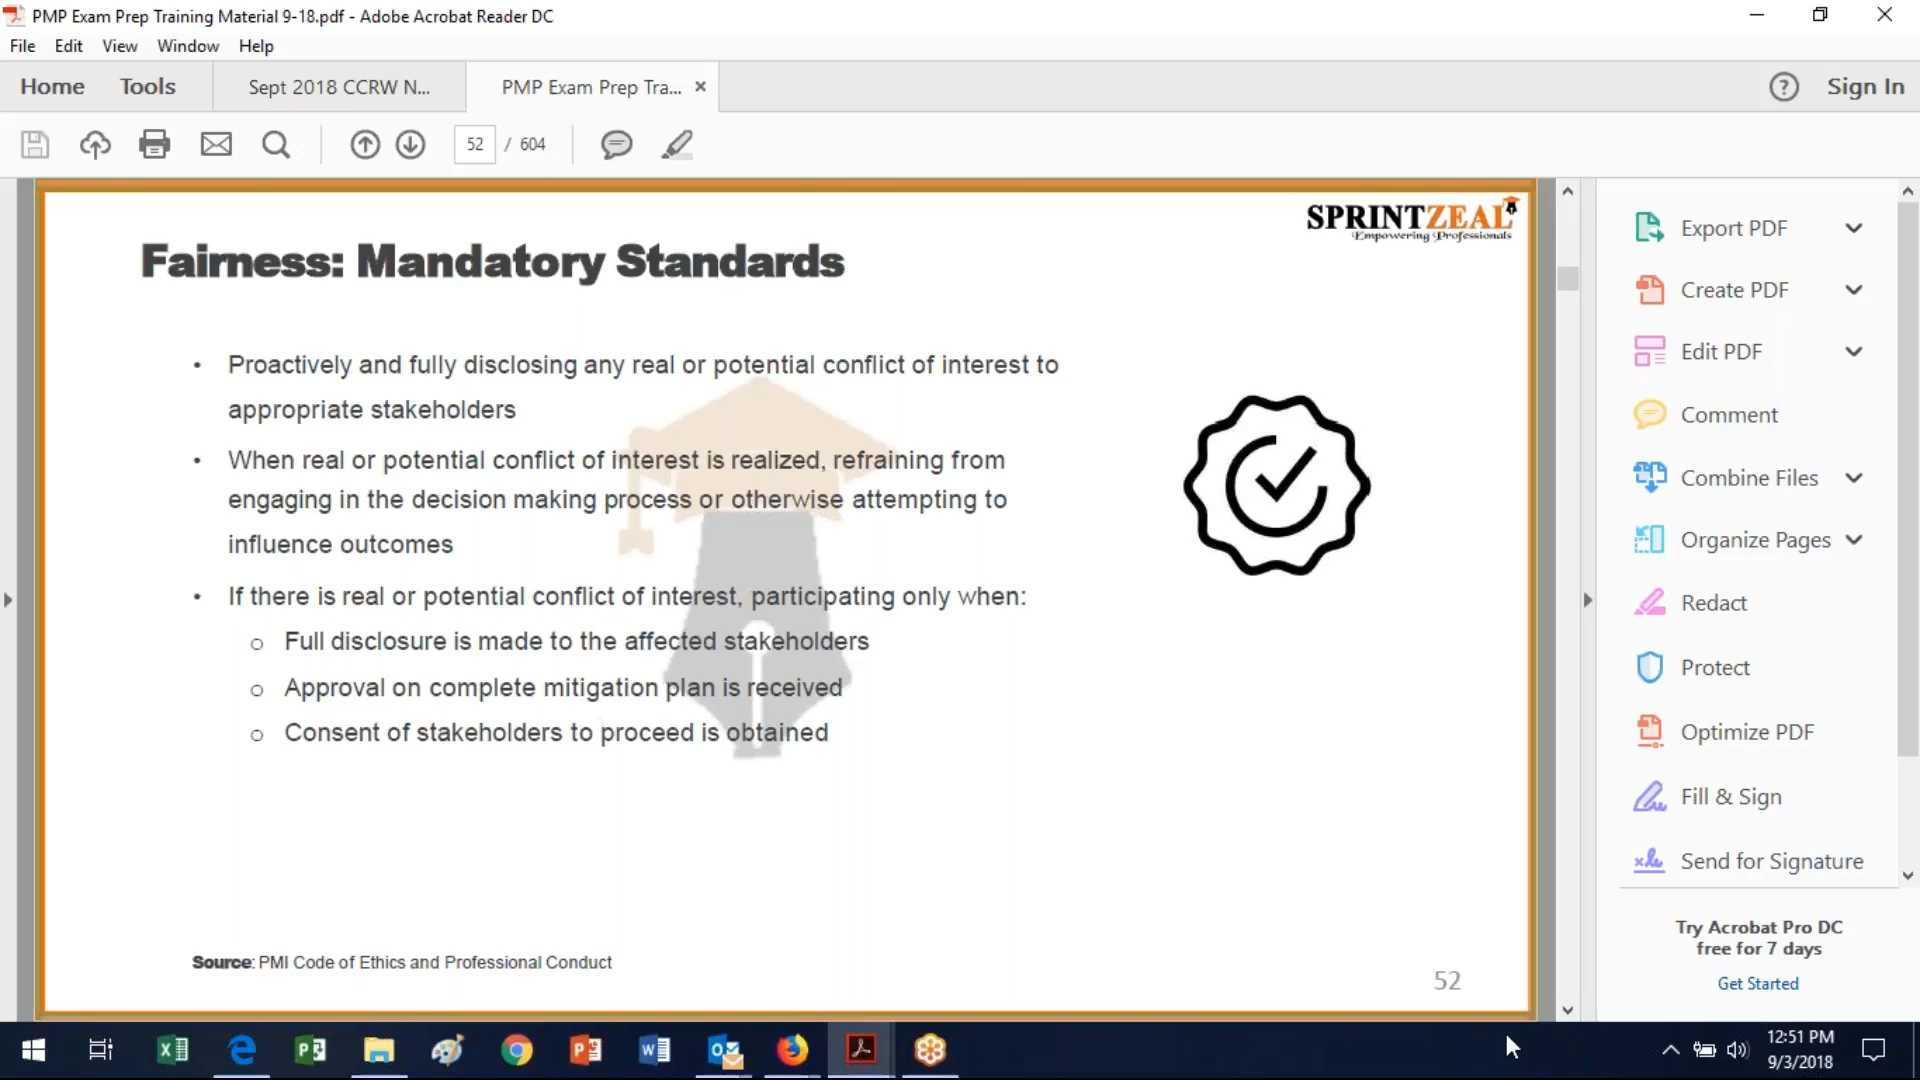 PMP Exam Prep Training Material 9-18.pdf - Adobe Acrobat Reader DC
File Edit View Window Help
Home Tools Sept 2018 CCRW N... PMP Exam Prep Tra... × ? Sign In
52 / 604
SPRINTZEAL
Empowering Professionals
Fairness: Mandatory Standards
• Proactively and fully disclosing any real or potential conflict of interest to
appropriate stakeholders
• When real or potential conflict of interest is realized, refraining from
engaging in the decision making process or otherwise attempting to
influence outcomes
• If there is real or potential conflict of interest, participating only when:
o Full disclosure is made to the affected stakeholders
o Approval on complete mitigation plan is received
o Consent of stakeholders to proceed is obtained
Source: PMI Code of Ethics and Professional Conduct
52
Export PDF
Create PDF
Edit PDF
Comment
Combine Files
Organize Pages
Redact
Protect
Optimize PDF
Fill & Sign
Send for Signature
Try Acrobat Pro DC
free for 7 days
Get Started
12:51 PM
9/3/2018